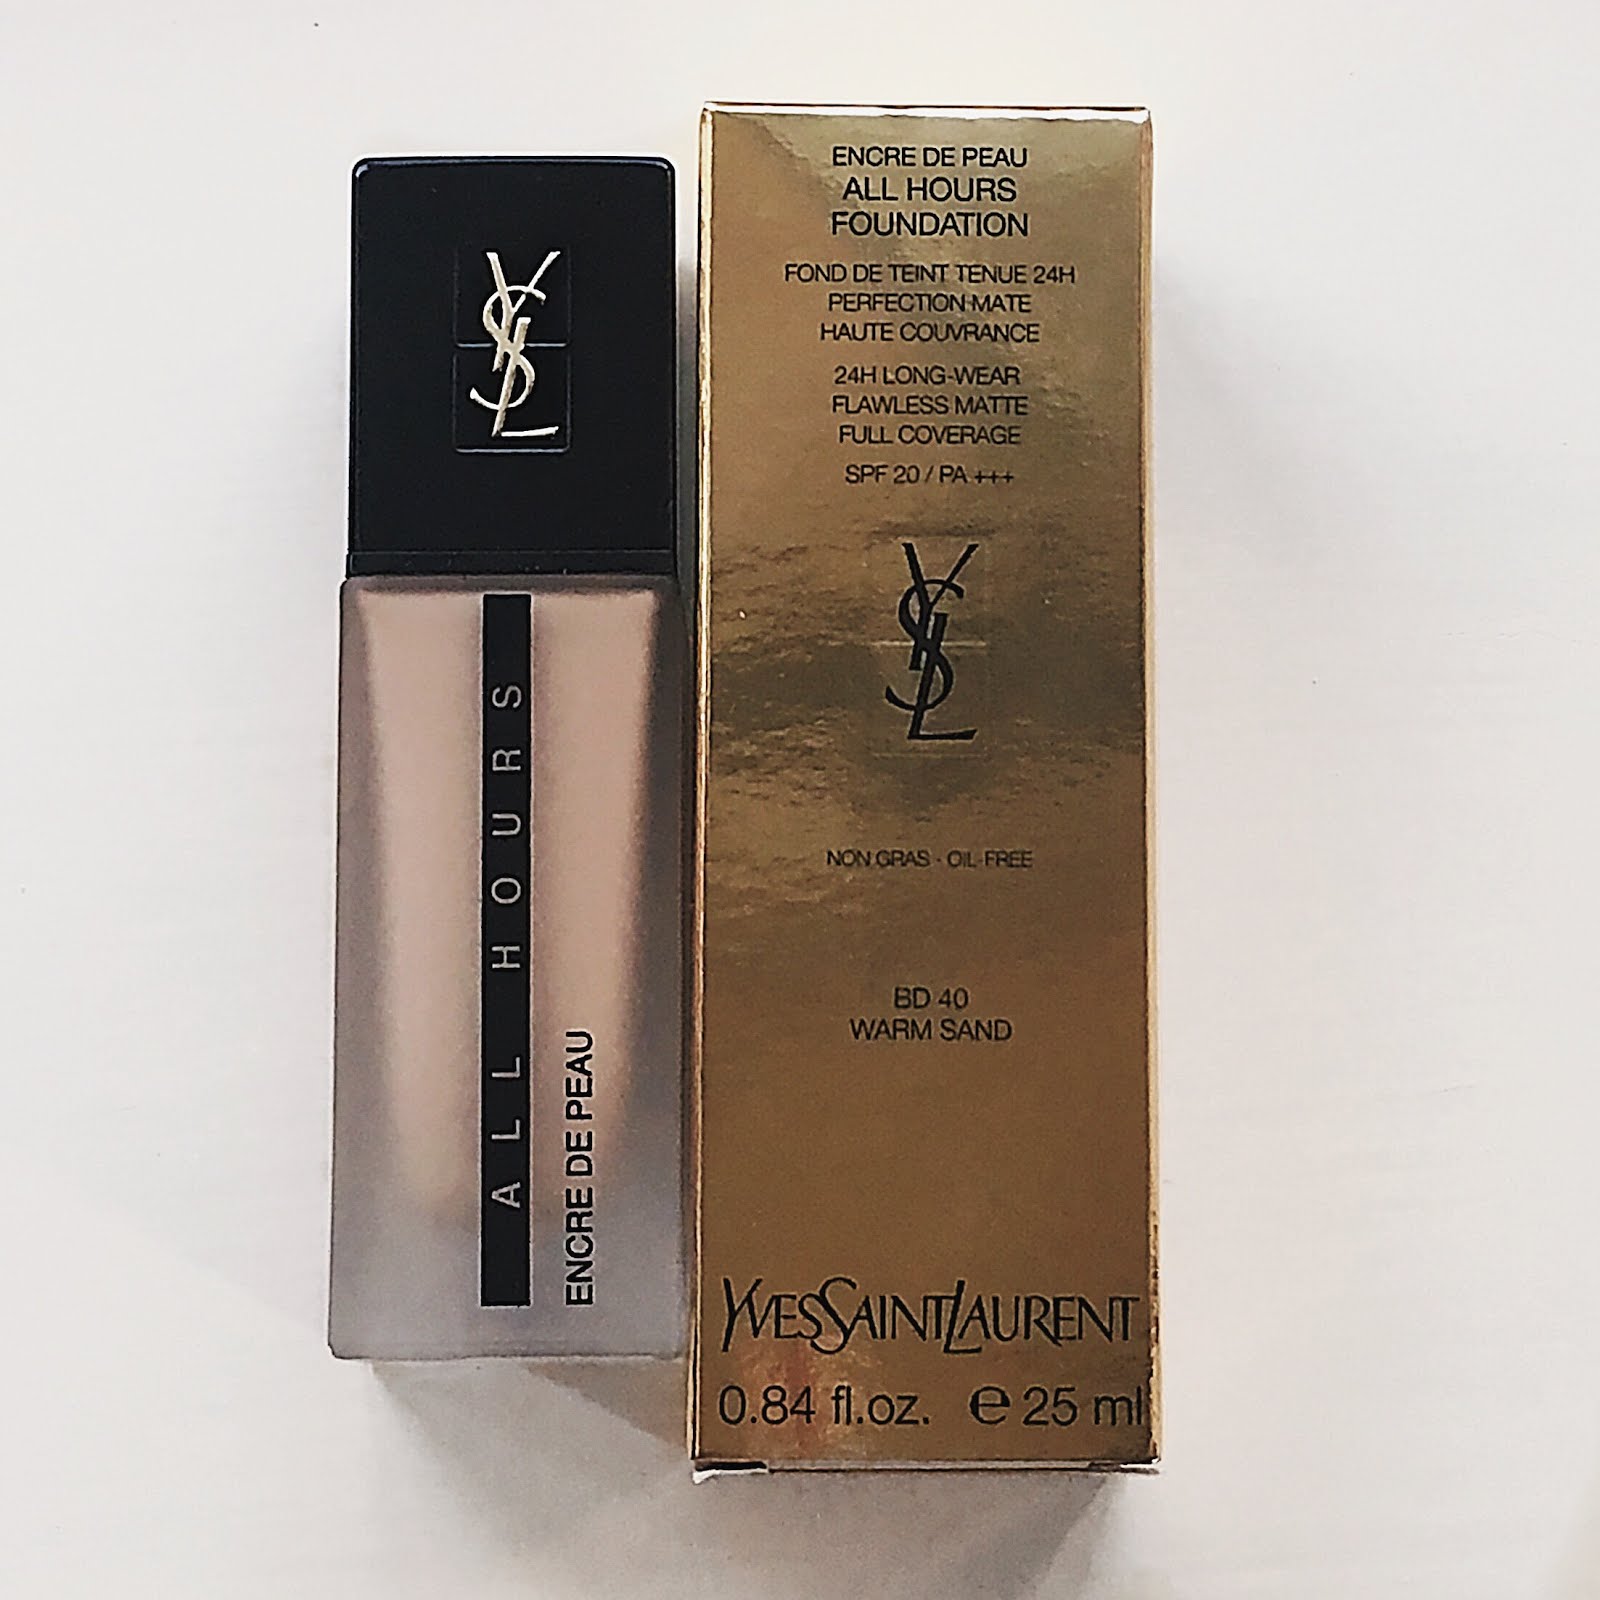 YSL
ALL HOURS
ENCRE DE PEAU
ENCRE DE PEAU
ALL HOURS
FOUNDATION
FOND DE TEINT TENUE 24H
PERFECTION MATE
HAUTE COUVRANCE
24H LONG-WEAR
FLAWLESS MATTE
FULL COVERAGE
SPF 20 / PA +++
YSL
NON GRAS - OIL-FREE
BD 40
WARM SAND
YVESSAINTLAURENT
0.84 fl.oz. ℮ 25 ml